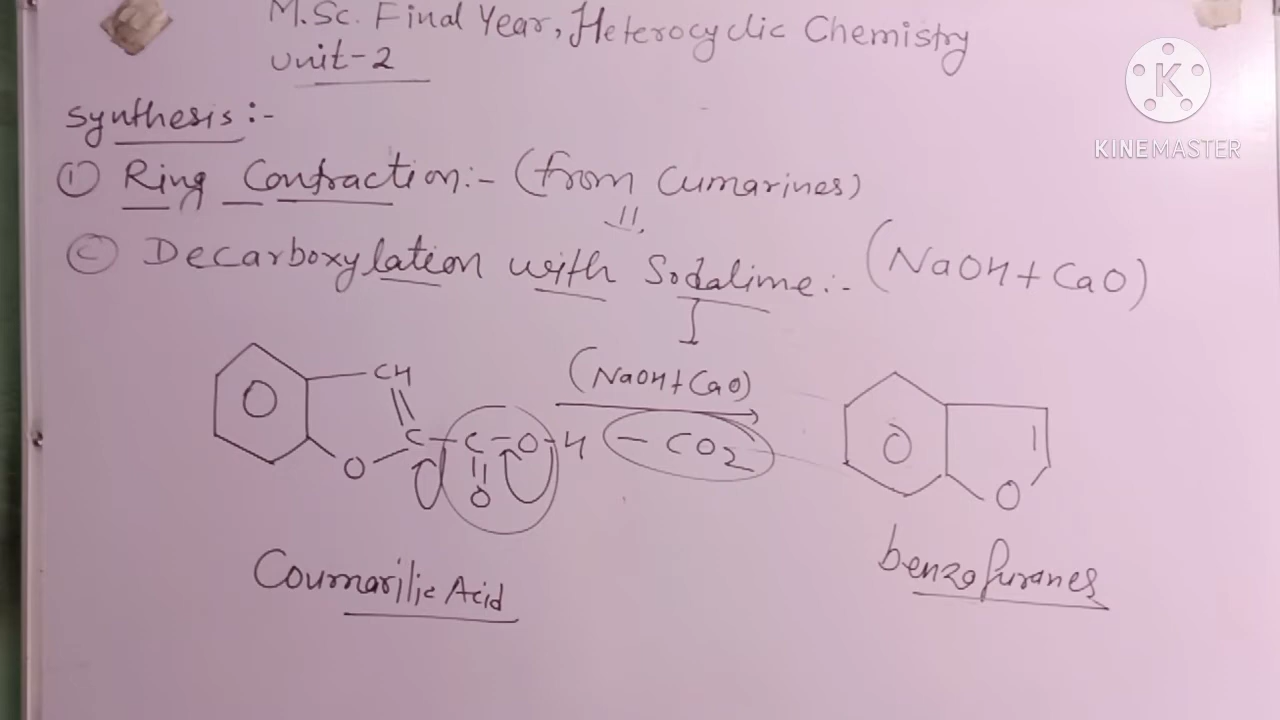 M.Sc. Final Year, Heterocyclic Chemistry
Unit-2
K
KINEMASTER
Synthesis:-
① Ring Contraction:- (from Cumarines)
Ⓒ Decarboxylation with Sodalime:- (NaOH + CaO)
(NaOH + CaO)
CH
C-C-O-H
- CO2
O
O
O
O
O
Coumarilic Acid
benzofuranes